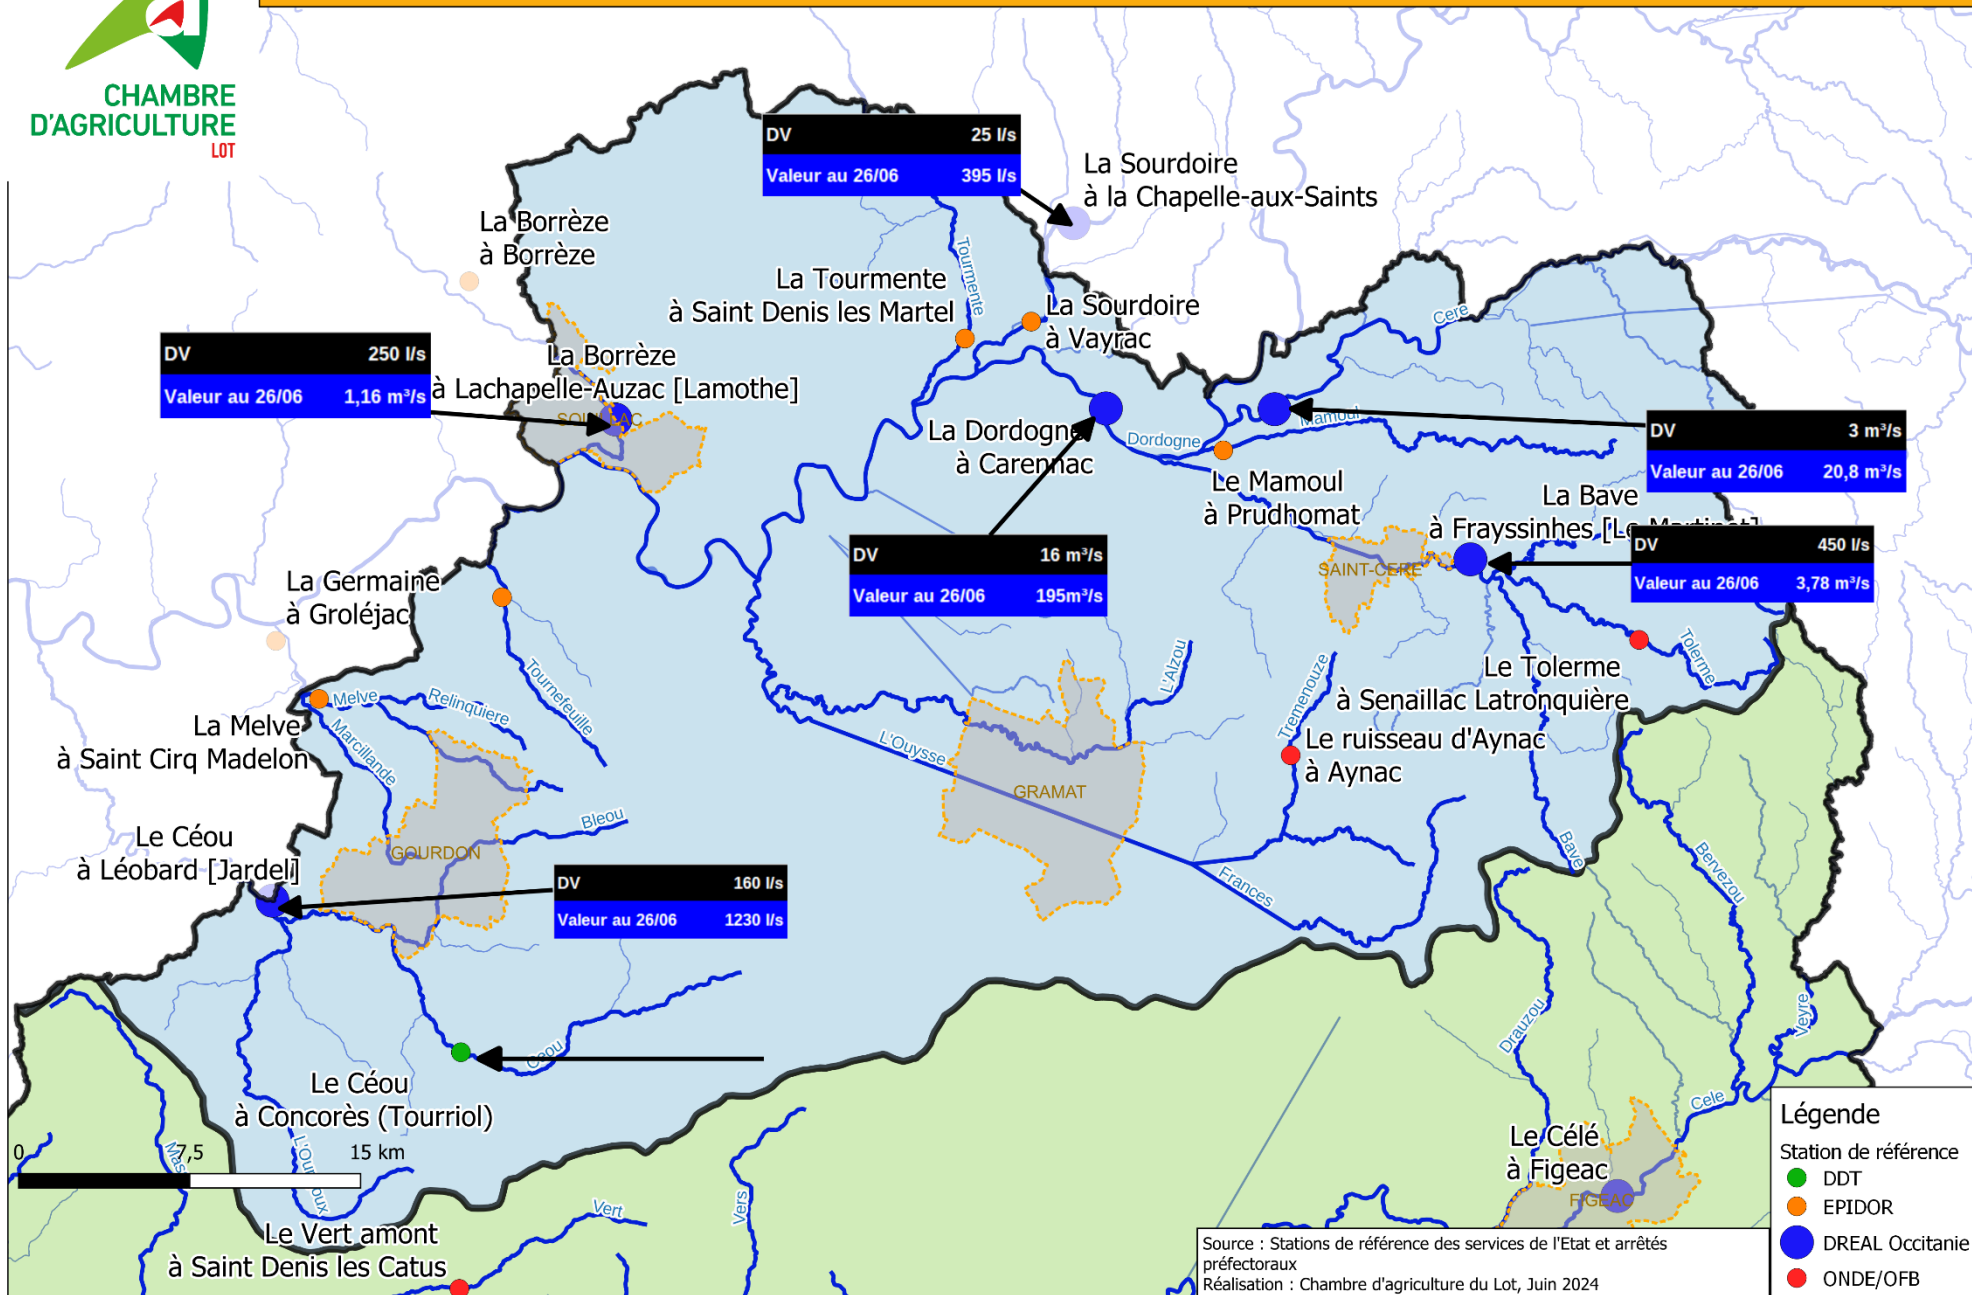 CHAMBRE
D'AGRICULTURE
LOT
DV 25 l/s
Valeur au 26/06 395 l/s
La Sourdoire
à la Chapelle-aux-Saints
La Borrèze
à Borrèze
Tourmente
La Tourmente
à Saint Denis les Martel
La Sourdoire
à Vayrac
Cere
DV 250 l/s
Valeur au 26/06 1,16 m³/s
La Borrèze
à Lachapelle-Auzac [Lamothe]
La Dordogne
à Carennac
Dordogne
Mamoul
DV 3 m³/s
Valeur au 26/06 20,8 m³/s
Le Mamoul
à Prudhomat
La Bave
à Frayssinhes [Le Martinet]
DV 16 m³/s
Valeur au 26/06 195m³/s
DV 450 l/s
Valeur au 26/06 3,78 m³/s
SAINT-CERE
La Germaine
à Groléjac
Tournefeuille
L'Alzou
Tremenouze
Tolerme
Le Tolerme
à Senaillac Latronquière
Melve
Relinquiere
Marcillande
La Melve
à Saint Cirq Madelon
L'Ouysse
Le ruisseau d'Aynac
à Aynac
GRAMAT
Bleou
GOURDON
Le Céou
à Léobard [Jardel]
DV 160 l/s
Valeur au 26/06 1230 l/s
Frances
Bave
Bervezou
Drauzou
Veyre
Ceou
Le Céou
à Concorès (Tourriol)
Cele
Le Célé
à Figeac
FIGEAC
0 7,5 15 km
Vert
Vers
Le Vert amont
à Saint Denis les Catus
Légende
Station de référence
DDT
EPIDOR
DREAL Occitanie
ONDE/OFB
Source : Stations de référence des services de l'Etat et arrêtés
préfectoraux
Réalisation : Chambre d'agriculture du Lot, Juin 2024